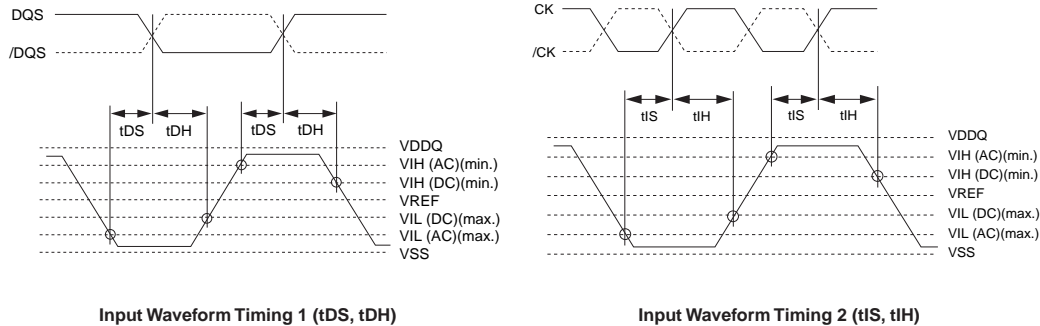 DQS
/DQS
tDS tDH tDS tDH
VDDQ
VIH (AC)(min.)
VIH (DC)(min.)
VREF
VIL (DC)(max.)
VIL (AC)(max.)
VSS
Input Waveform Timing 1 (tDS, tDH)
CK
/CK
tIS tIH tIS tIH
VDDQ
VIH (AC)(min.)
VIH (DC)(min.)
VREF
VIL (DC)(max.)
VIL (AC)(max.)
VSS
Input Waveform Timing 2 (tIS, tIH)